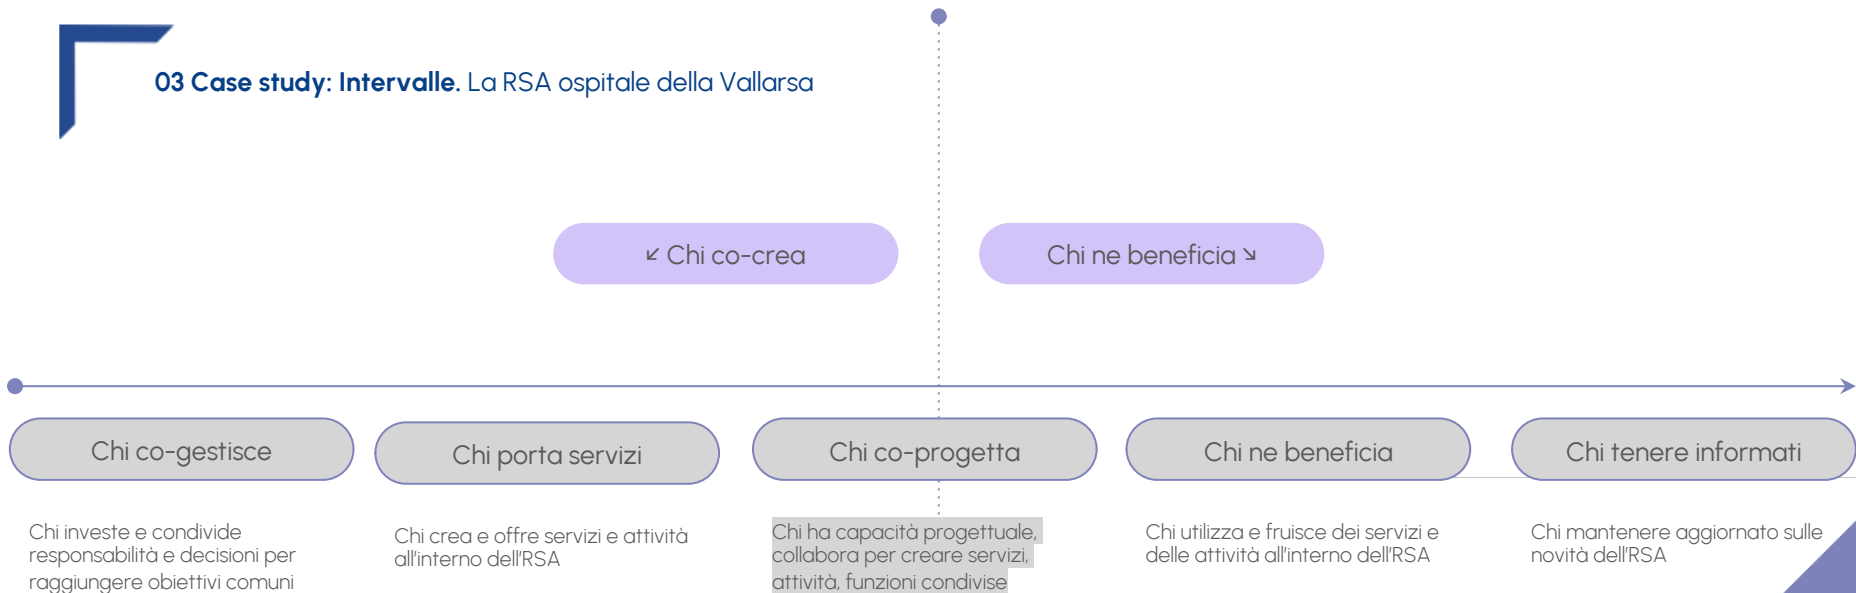 03 Case study: Intervalle. La RSA ospitale della Vallarsa
↙ Chi co-crea
Chi ne beneficia ↘
Chi co-gestisce
Chi porta servizi
Chi co-progetta
Chi ne beneficia
Chi tenere informati
Chi investe e condivide
responsabilità e decisioni per
raggiungere obiettivi comuni
Chi crea e offre servizi e attività
all'interno dell'RSA
Chi ha capacità progettuale,
collabora per creare servizi,
attività, funzioni condivise
Chi utilizza e fruisce dei servizi e
delle attività all'interno dell'RSA
Chi mantenere aggiornato sulle
novità dell'RSA